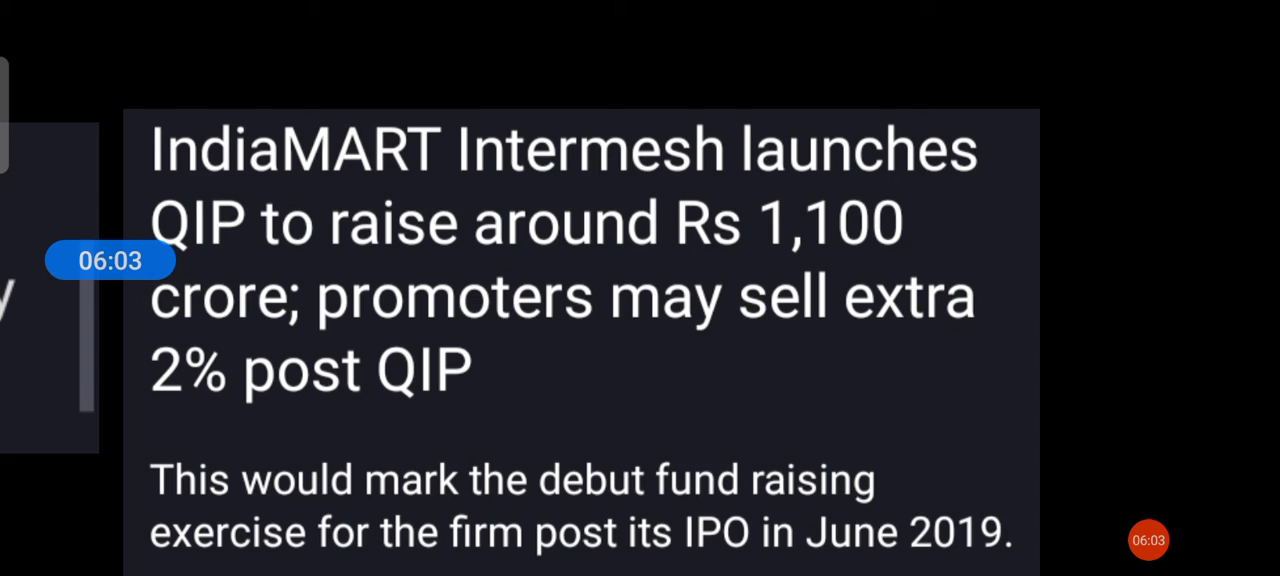 IndiaMART Intermesh launches
QIP to raise around Rs 1,100
06:03
crore; promoters may sell extra
y
2% post QIP
This would mark the debut fund raising
exercise for the firm post its IPO in June 2019.
06:03